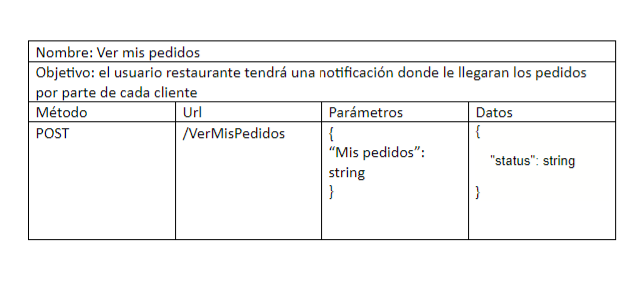 Nombre: Ver mis pedidos
Objetivo: el usuario restaurante tendrá una notificación donde le llegaran los pedidos
por parte de cada cliente
Método Url Parámetros Datos
POST /VerMisPedidos { {
“Mis pedidos”: "status": string
string
} }